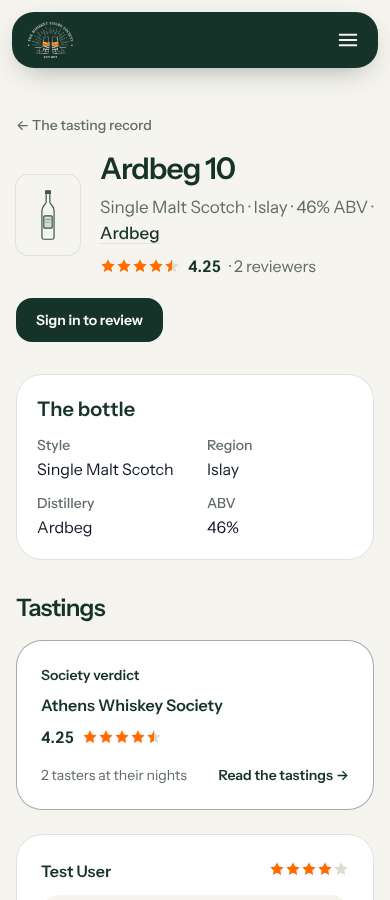 ← The tasting record
Ardbeg 10
Single Malt Scotch · Islay · 46% ABV ·
Ardbeg
4.25 · 2 reviewers
Sign in to review
The bottle
Style Region
Single Malt Scotch Islay
Distillery ABV
Ardbeg 46%
Tastings
Society verdict
Athens Whiskey Society
4.25
2 tasters at their nights Read the tastings →
Test User